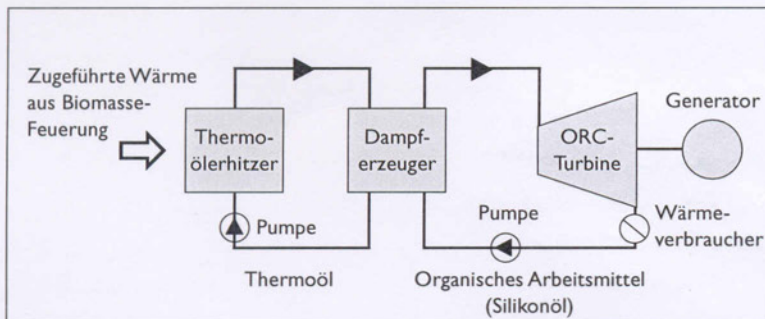 Zugeführte Wärme
aus Biomasse-
Feuerung
Thermo-
ölerhitzer
Pumpe
Thermoöl
Dampf-
erzeuger
Pumpe
Organisches Arbeitsmittel
(Silikonöl)
ORC-
Turbine
Generator
Wärme-
verbraucher